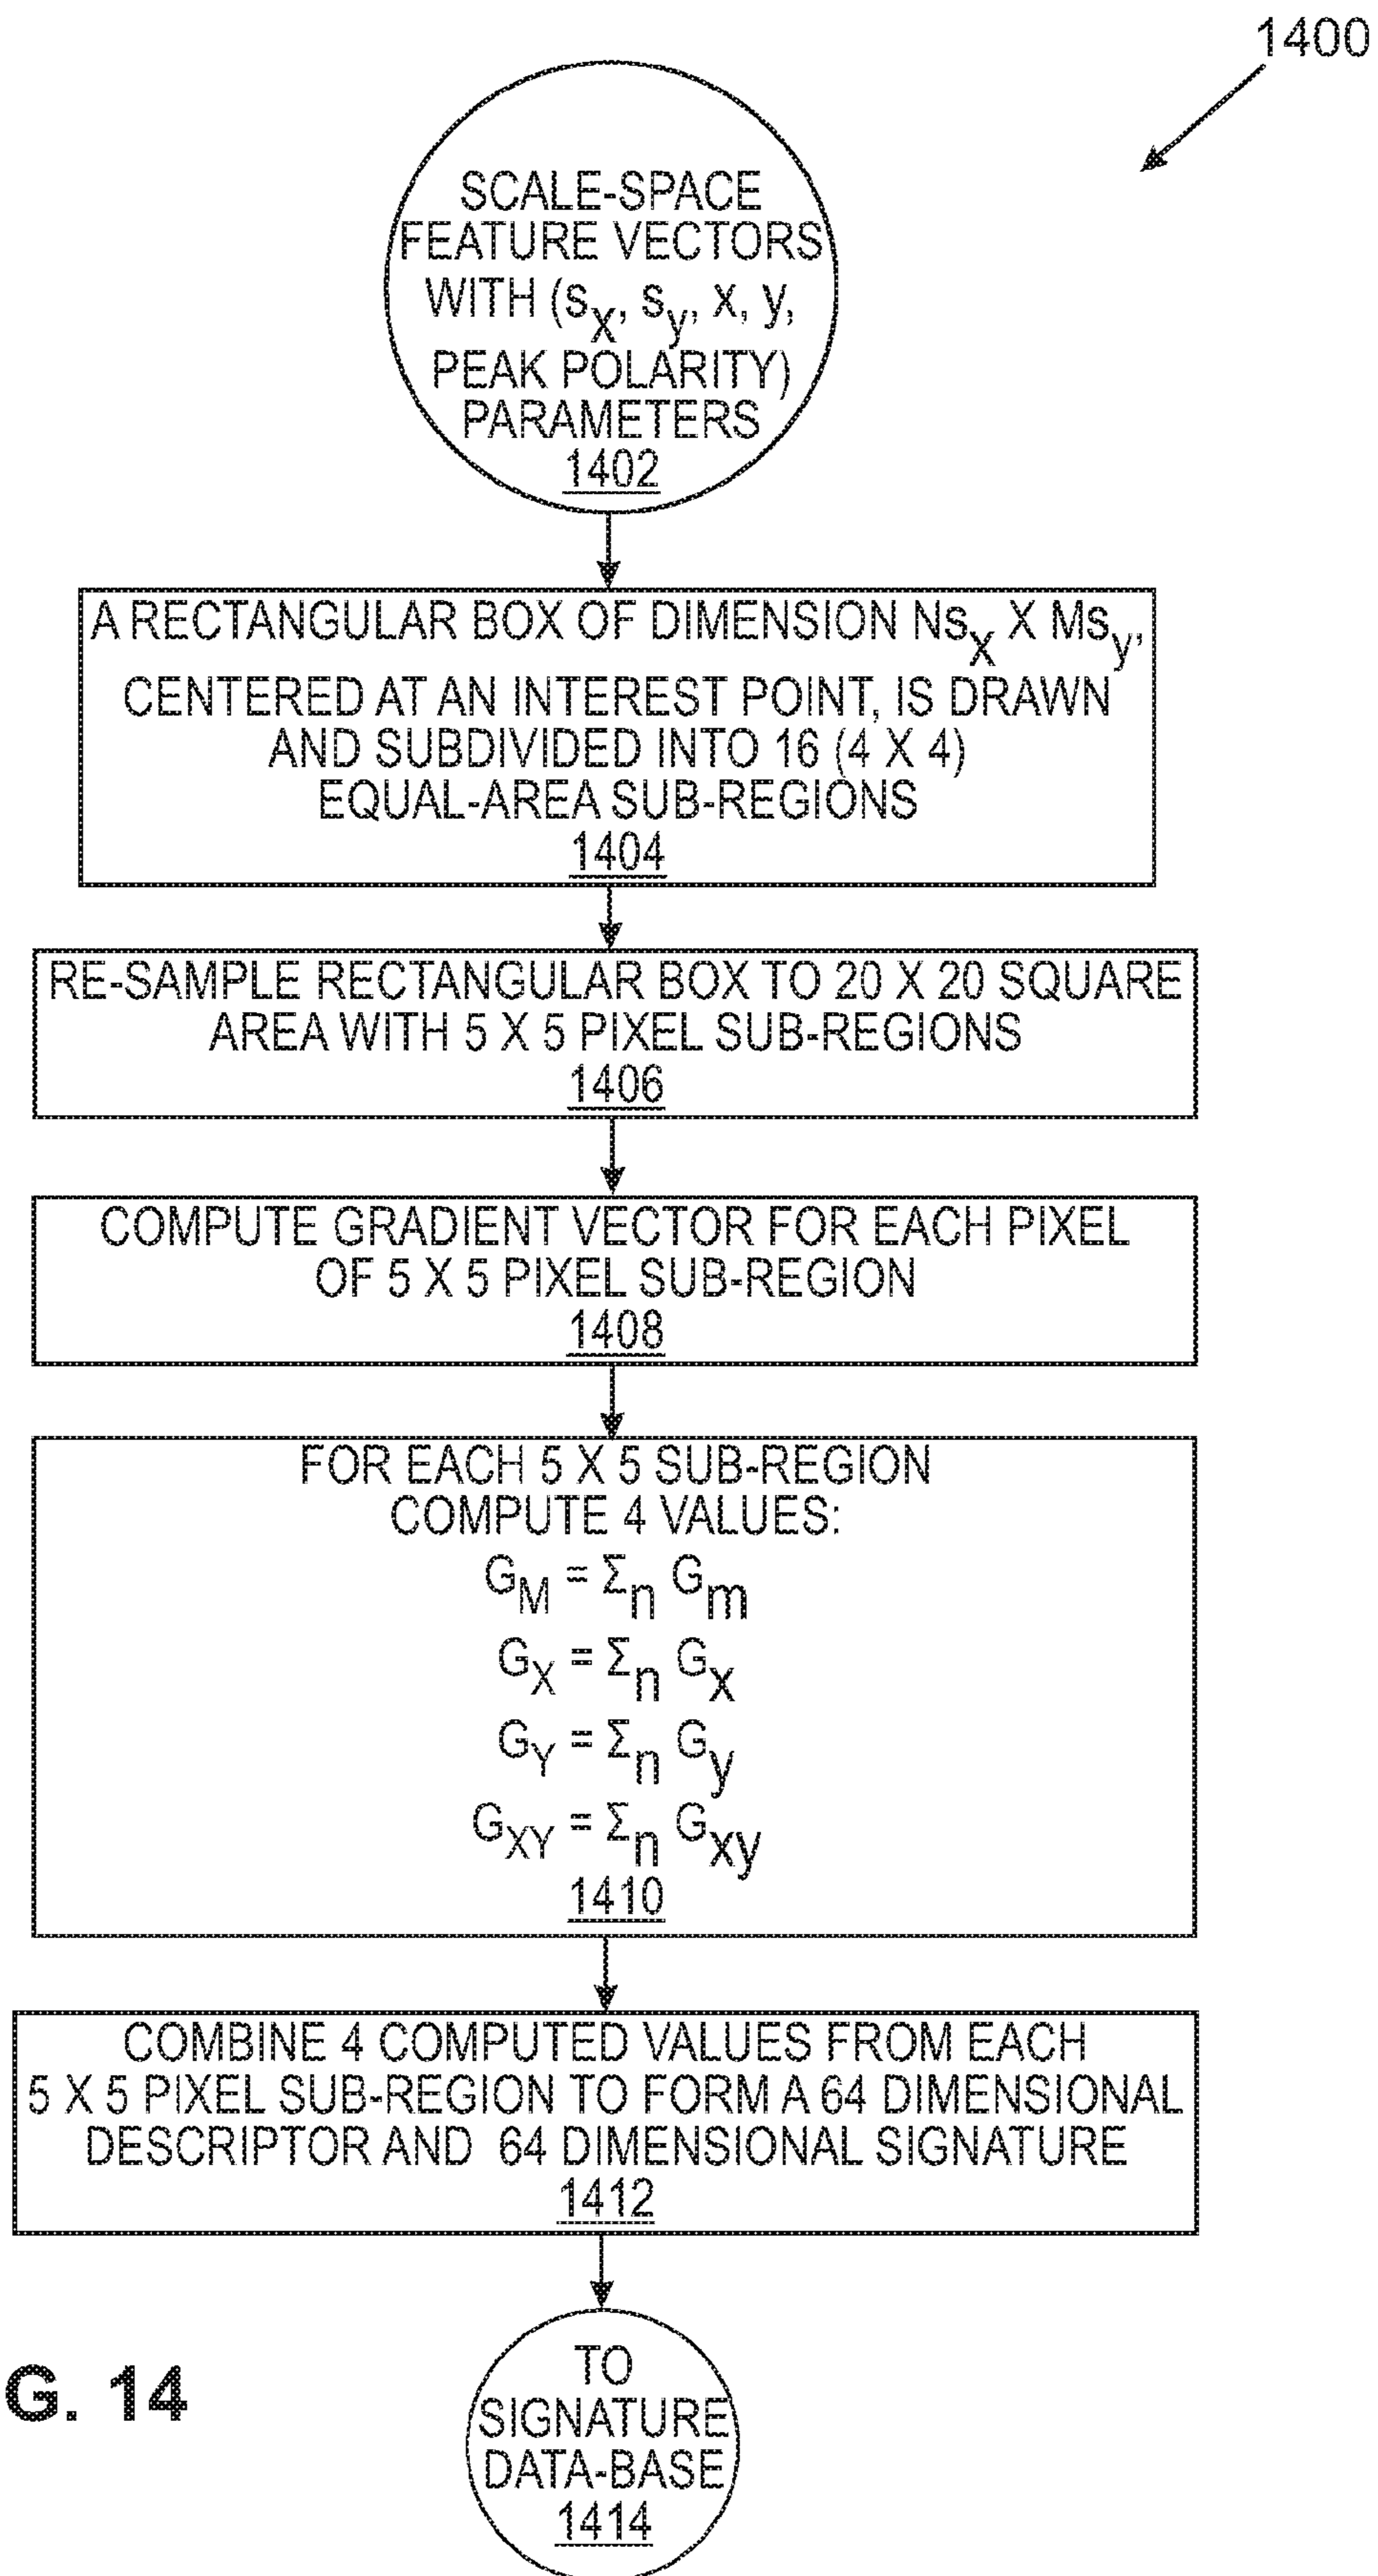 1400
SCALE-SPACE
FEATURE VECTORS
WITH (sx, sy, x, y,
PEAK POLARITY)
PARAMETERS
1402
A RECTANGULAR BOX OF DIMENSION Nsx X Msy,
CENTERED AT AN INTEREST POINT, IS DRAWN
AND SUBDIVIDED INTO 16 (4 X 4)
EQUAL-AREA SUB-REGIONS
1404
RE-SAMPLE RECTANGULAR BOX TO 20 X 20 SQUARE
AREA WITH 5 X 5 PIXEL SUB-REGIONS
1406
COMPUTE GRADIENT VECTOR FOR EACH PIXEL
OF 5 X 5 PIXEL SUB-REGION
1408
FOR EACH 5 X 5 SUB-REGION
COMPUTE 4 VALUES:
GM = Σn Gm
GX = Σn Gx
GY = Σn Gy
GXY = Σn Gxy
1410
COMBINE 4 COMPUTED VALUES FROM EACH
5 X 5 PIXEL SUB-REGION TO FORM A 64 DIMENSIONAL
DESCRIPTOR AND 64 DIMENSIONAL SIGNATURE
1412
TO
SIGNATURE
DATA-BASE
1414
G. 14